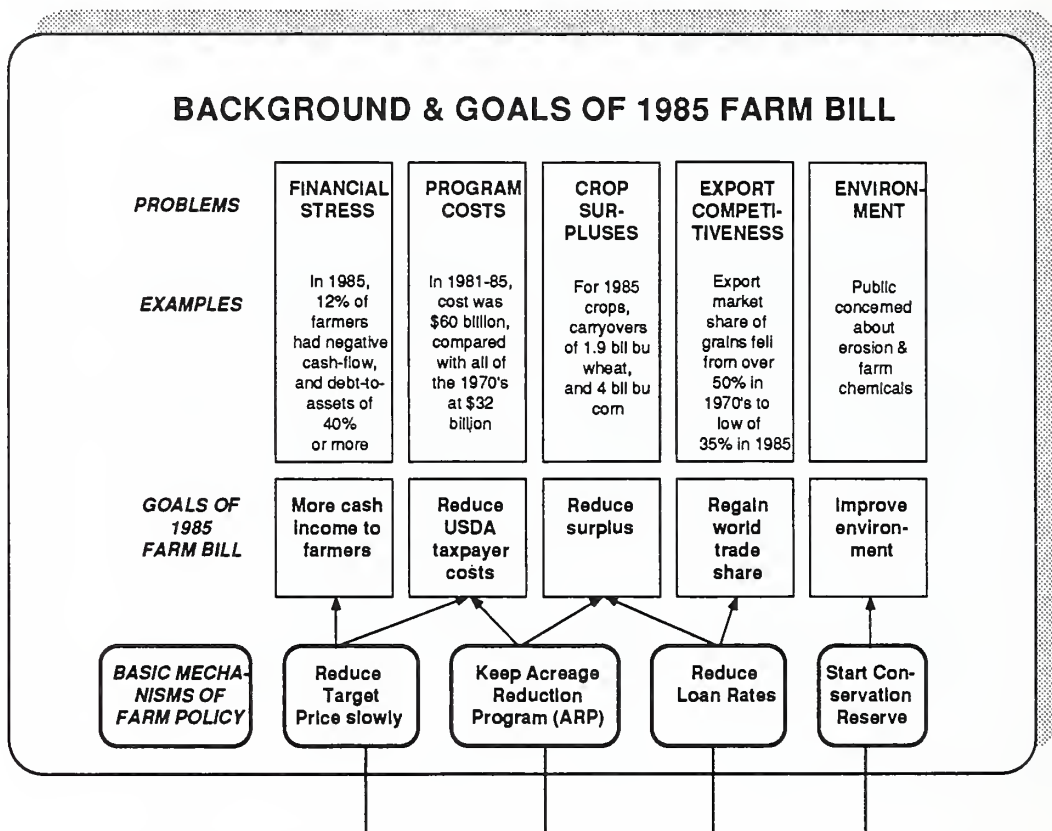 BACKGROUND & GOALS OF 1985 FARM BILL
PROBLEMS
FINANCIAL
STRESS
PROGRAM
COSTS
CROP
SUR-
PLUSES
EXPORT
COMPETI-
TIVENESS
ENVIRON-
MENT
EXAMPLES
In 1985,
12% of
farmers
had negative
cash-flow,
and debt-to-
assets of
40%
or more
In 1981-85,
cost was
$60 billion,
compared
with all of
the 1970's
at $32
billion
For 1985
crops,
carryovers
of 1.9 bil bu
wheat,
and 4 bil bu
corn
Export
market
share of
grains fell
from over
50% in
1970's to
low of
35% in 1985
Public
concerned
about
erosion &
farm
chemicals
GOALS OF
1985
FARM BILL
More cash
income to
farmers
Reduce
USDA
taxpayer
costs
Reduce
surplus
Regain
world
trade
share
Improve
environ-
ment
BASIC MECHA-
NISMS OF
FARM POLICY
Reduce
Target
Price slowly
Keep Acreage
Reduction
Program (ARP)
Reduce
Loan Rates
Start Con-
servation
Reserve